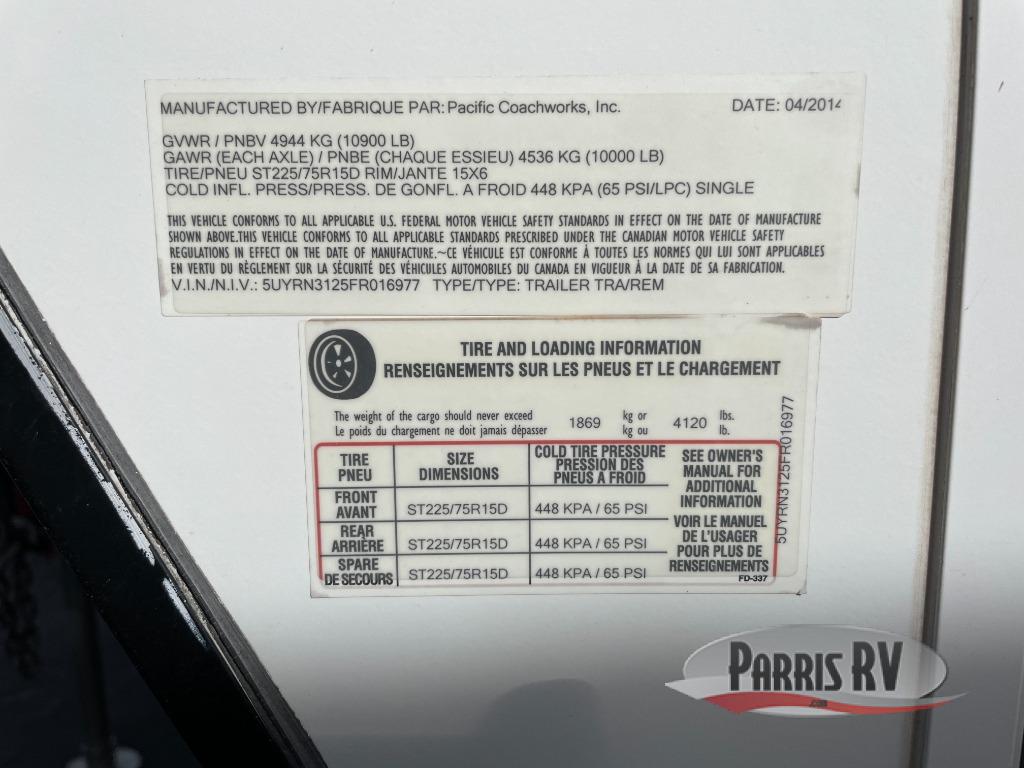 MANUFACTURED BY/FABRIQUE PAR: Pacific Coachworks, Inc. DATE: 04/2014
GVWR / PNBV 4944 KG (10900 LB)
GAWR (EACH AXLE) / PNBE (CHAQUE ESSIEU) 4536 KG (10000 LB)
TIRE/PNEU ST225/75R15D RIM/JANTE 15X6
COLD INFL. PRESS/PRESS. DE GONFL. A FROID 448 KPA (65 PSI/LPC) SINGLE
THIS VEHICLE CONFORMS TO ALL APPLICABLE U.S. FEDERAL MOTOR VEHICLE SAFETY STANDARDS IN EFFECT ON THE DATE OF MANUFACTURE
SHOWN ABOVE.THIS VEHICLE CONFORMS TO ALL APPLICABLE STANDARDS PRESCRIBED UNDER THE CANADIAN MOTOR VEHICLE SAFETY
REGULATIONS IN EFFECT ON THE DATE OF MANUFACTURE.~CE VÉHICULE EST CONFORME À TOUTES LES NORMES QUI LUI SONT APPLICABLES
EN VERTU DU RÈGLEMENT SUR LA SÉCURITÉ DES VÉHICULES AUTOMOBILES DU CANADA EN VIGUEUR À LA DATE DE SA FABRICATION.
V.I.N./N.I.V.: 5UYRN3125FR016977 TYPE/TYPE: TRAILER TRA/REM
TIRE AND LOADING INFORMATION
RENSEIGNEMENTS SUR LES PNEUS ET LE CHARGEMENT
The weight of the cargo should never exceed 1869 kg or 4120 lbs.
Le poids du chargement ne doit jamais dépasser kg ou lb.
TIRE
PNEU
SIZE
DIMENSIONS
COLD TIRE PRESSURE
PRESSION DES
PNEUS A FROID
FRONT
AVANT
ST225/75R15D 448 KPA / 65 PSI
REAR
ARRIÈRE
ST225/75R15D 448 KPA / 65 PSI
SPARE
DE SECOURS
ST225/75R15D 448 KPA / 65 PSI
SEE OWNER'S
MANUAL FOR
ADDITIONAL
INFORMATION
VOIR LE MANUEL
DE L'USAGER
POUR PLUS DE
RENSEIGNEMENTS
FD-337
5UYRN3125FR016977
PARRIS RV
.com